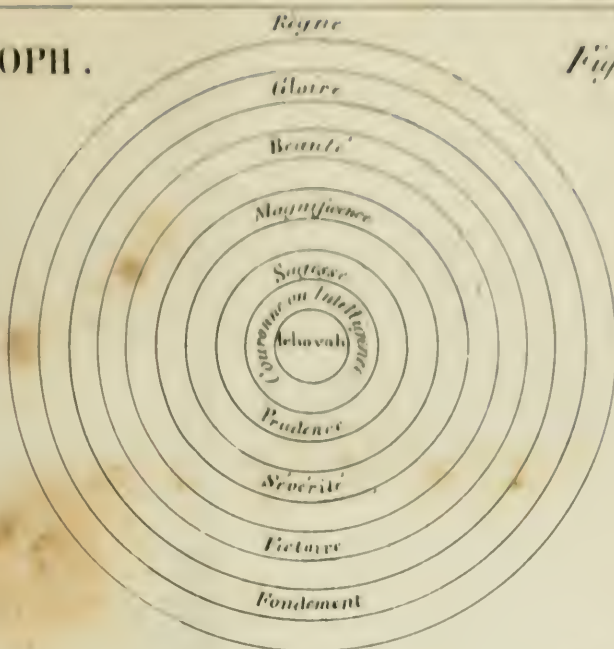 Règne
OPH.
Fig
Gloire
Beauté
Magnificence
Sagesse
Couronne ou Intelligence
Jehovah
Prudence
Sévérité
Victoire
Fondement